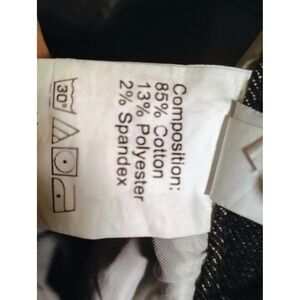 Composition:
85% Cotton
13% Polyester
2% Spandex
30°